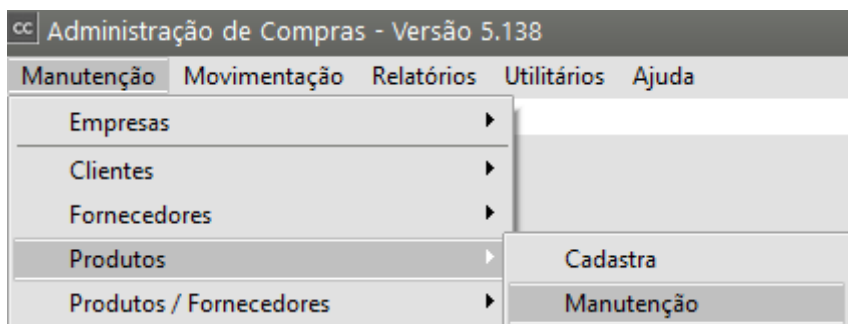 cc Administração de Compras - Versão 5.138
Manutenção Movimentação Relatórios Utilitários Ajuda
Empresas
Clientes
Fornecedores
Produtos
Cadastra
Produtos / Fornecedores
Manutenção